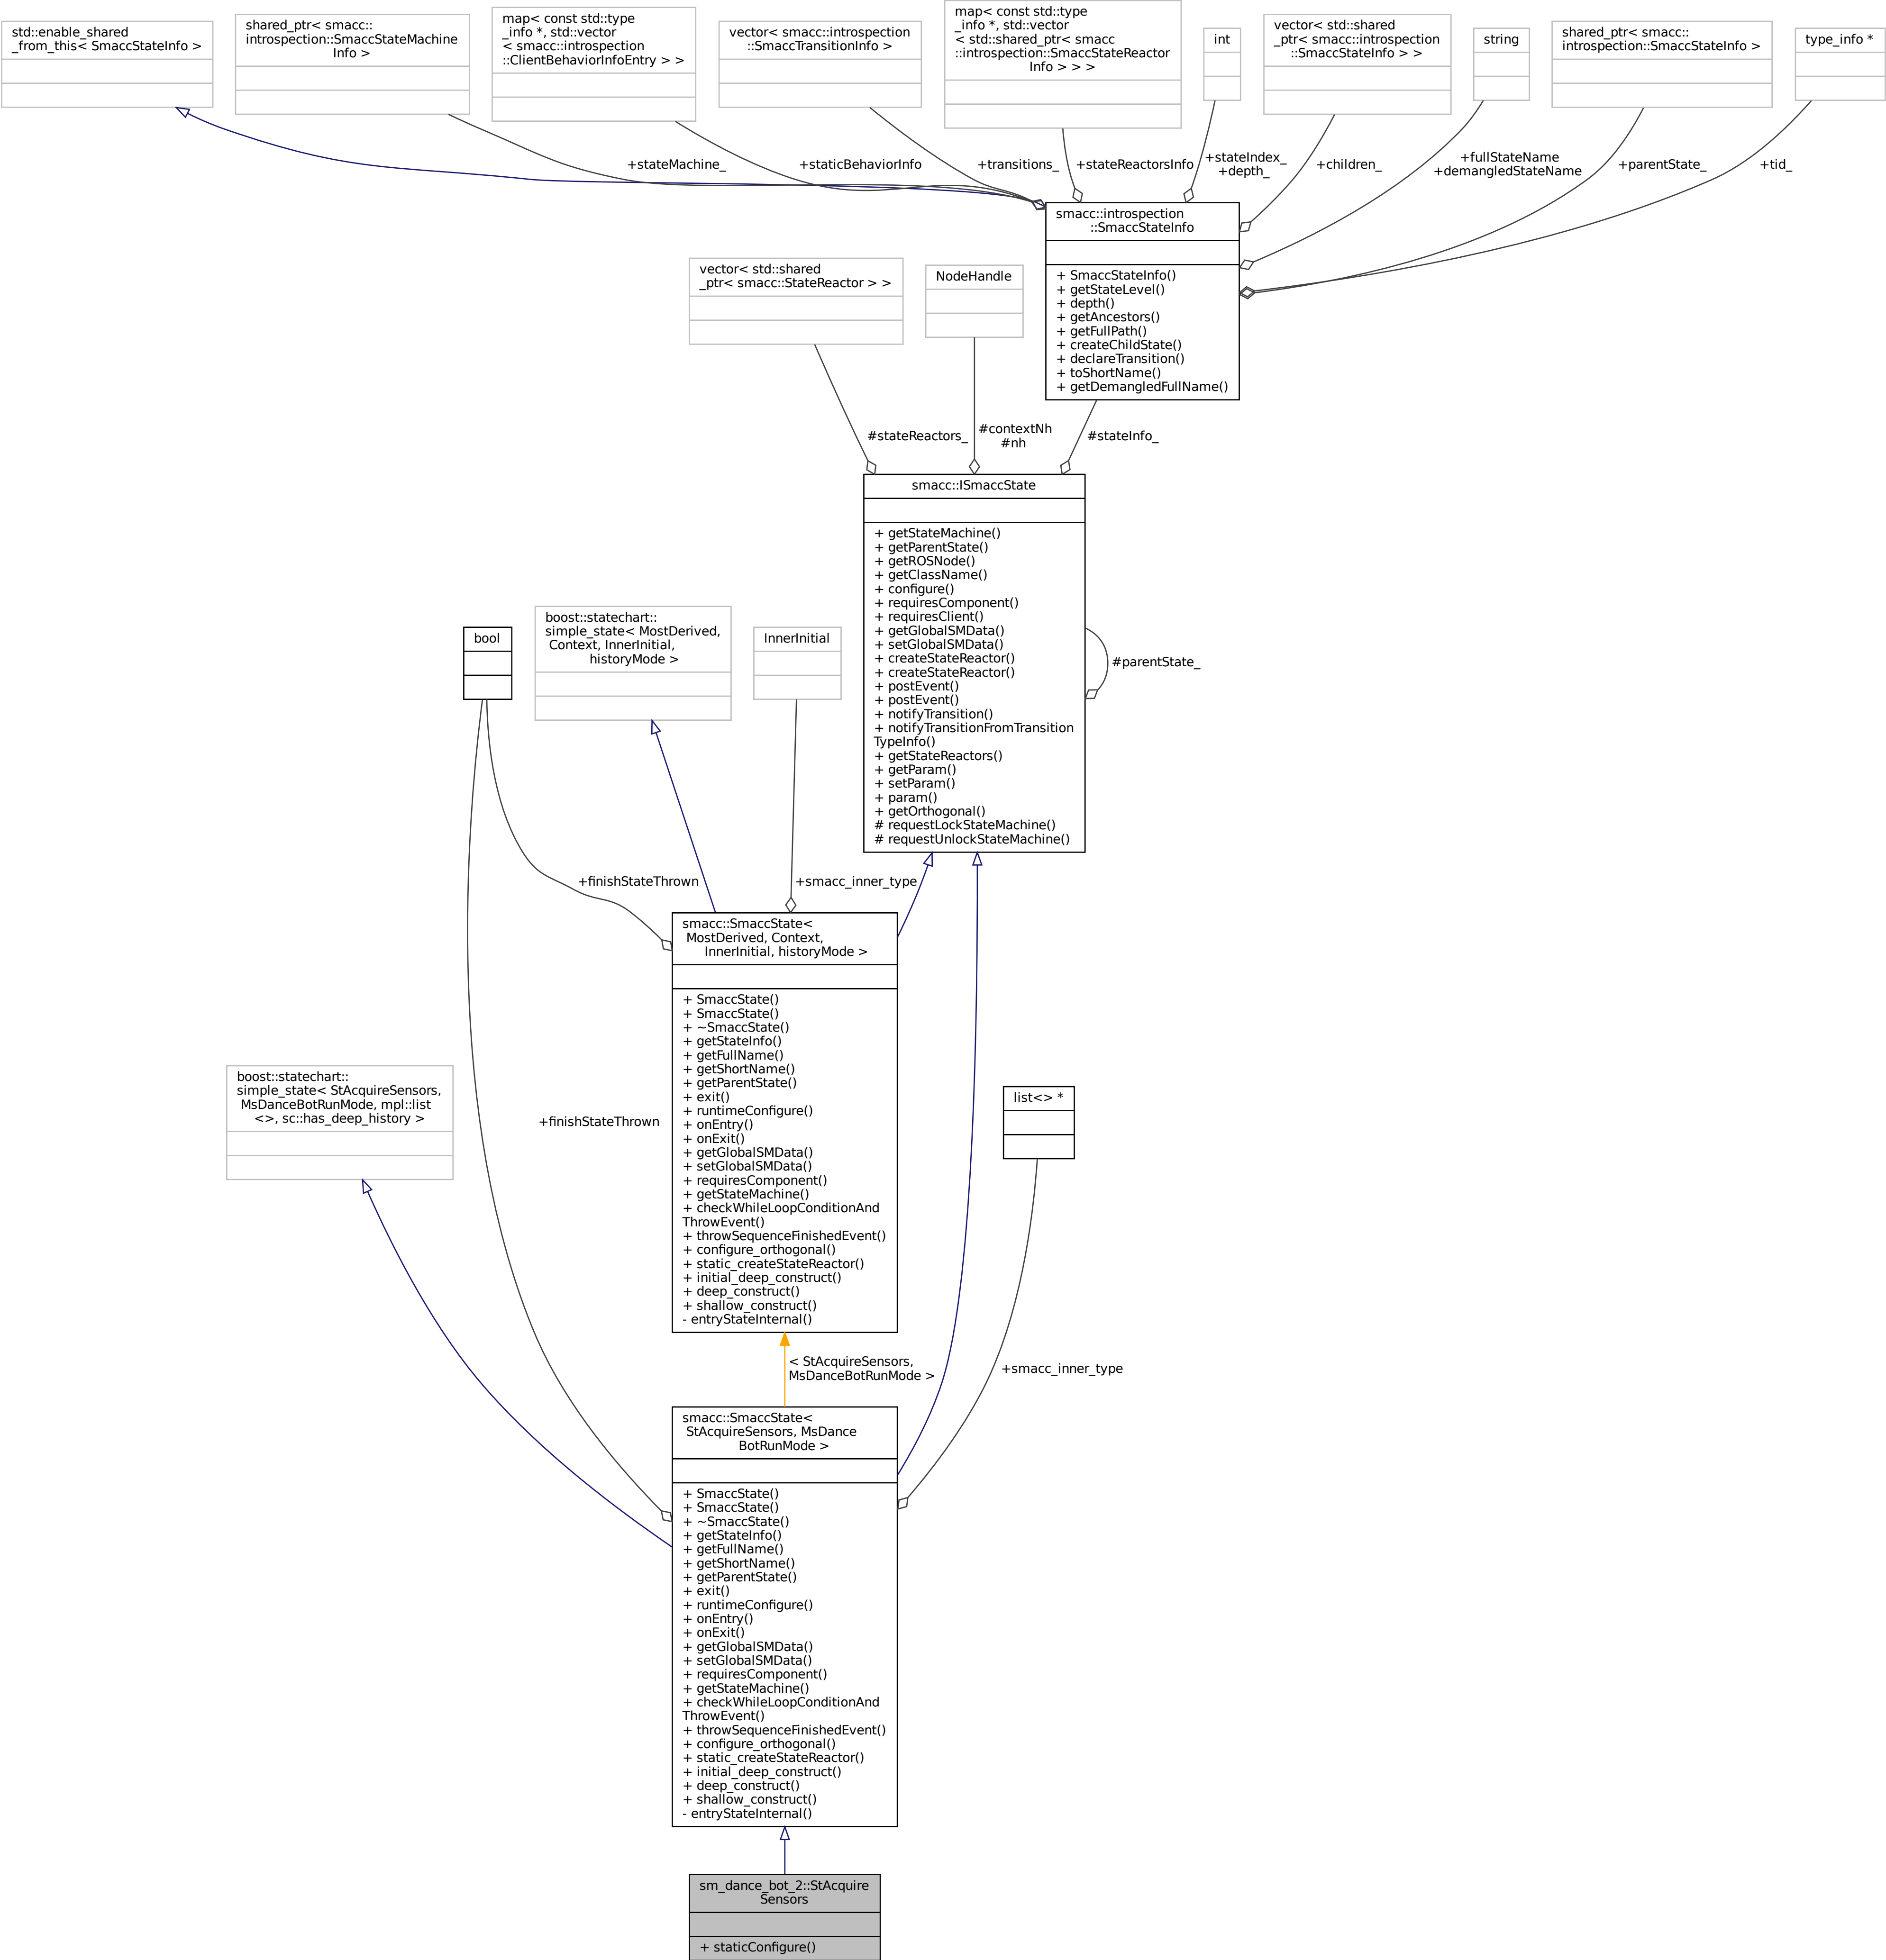 std::enable_shared
_from_this< SmaccStateInfo >
shared_ptr< smacc::
introspection::SmaccStateMachine
Info >
map< const std::type
_info *, std::vector
< smacc::introspection
::ClientBehaviorInfoEntry > >
vector< smacc::introspection
::SmaccTransitionInfo >
map< const std::type
_info *, std::vector
< std::shared_ptr< smacc
::introspection::SmaccStateReactor
Info > > >
int
vector< std::shared
_ptr< smacc::introspection
::SmaccStateInfo > >
string
shared_ptr< smacc::
introspection::SmaccStateInfo >
type_info *
+stateMachine_
+staticBehaviorInfo
+transitions_
+stateReactorsInfo
+stateIndex_
+depth_
+children_
+fullStateName
+demangledStateName
+parentState_
+tid_
smacc::introspection
::SmaccStateInfo
+ SmaccStateInfo()
+ getStateLevel()
+ depth()
+ getAncestors()
+ getFullPath()
+ createChildState()
+ declareTransition()
+ toShortName()
+ getDemangledFullName()
vector< std::shared
_ptr< smacc::StateReactor > >
NodeHandle
#stateReactors_
#contextNh
#nh
#stateInfo_
smacc::ISmaccState
+ getStateMachine()
+ getParentState()
+ getROSNode()
+ getClassName()
+ configure()
+ requiresComponent()
+ requiresClient()
+ getGlobalSMData()
+ setGlobalSMData()
+ createStateReactor()
+ createStateReactor()
+ postEvent()
+ postEvent()
+ notifyTransition()
+ notifyTransitionFromTransition
TypeInfo()
+ getStateReactors()
+ getParam()
+ setParam()
+ param()
+ getOrthogonal()
# requestLockStateMachine()
# requestUnlockStateMachine()
#parentState_
bool
boost::statechart::
simple_state< MostDerived,
Context, InnerInitial,
historyMode >
InnerInitial
+finishStateThrown
+smacc_inner_type
smacc::SmaccState<
MostDerived, Context,
InnerInitial, historyMode >
+ SmaccState()
+ SmaccState()
+ ~SmaccState()
+ getStateInfo()
+ getFullName()
+ getShortName()
+ getParentState()
+ exit()
+ runtimeConfigure()
+ onEntry()
+ onExit()
+ getGlobalSMData()
+ setGlobalSMData()
+ requiresComponent()
+ getStateMachine()
+ checkWhileLoopConditionAnd
ThrowEvent()
+ throwSequenceFinishedEvent()
+ configure_orthogonal()
+ static_createStateReactor()
+ initial_deep_construct()
+ deep_construct()
+ shallow_construct()
- entryStateInternal()
boost::statechart::
simple_state< StAcquireSensors,
MsDanceBotRunMode, mpl::list
<>, sc::has_deep_history >
+finishStateThrown
list<> *
< StAcquireSensors,
MsDanceBotRunMode >
+smacc_inner_type
smacc::SmaccState<
StAcquireSensors, MsDance
BotRunMode >
+ SmaccState()
+ SmaccState()
+ ~SmaccState()
+ getStateInfo()
+ getFullName()
+ getShortName()
+ getParentState()
+ exit()
+ runtimeConfigure()
+ onEntry()
+ onExit()
+ getGlobalSMData()
+ setGlobalSMData()
+ requiresComponent()
+ getStateMachine()
+ checkWhileLoopConditionAnd
ThrowEvent()
+ throwSequenceFinishedEvent()
+ configure_orthogonal()
+ static_createStateReactor()
+ initial_deep_construct()
+ deep_construct()
+ shallow_construct()
- entryStateInternal()
sm_dance_bot_2::StAcquire
Sensors
+ staticConfigure()